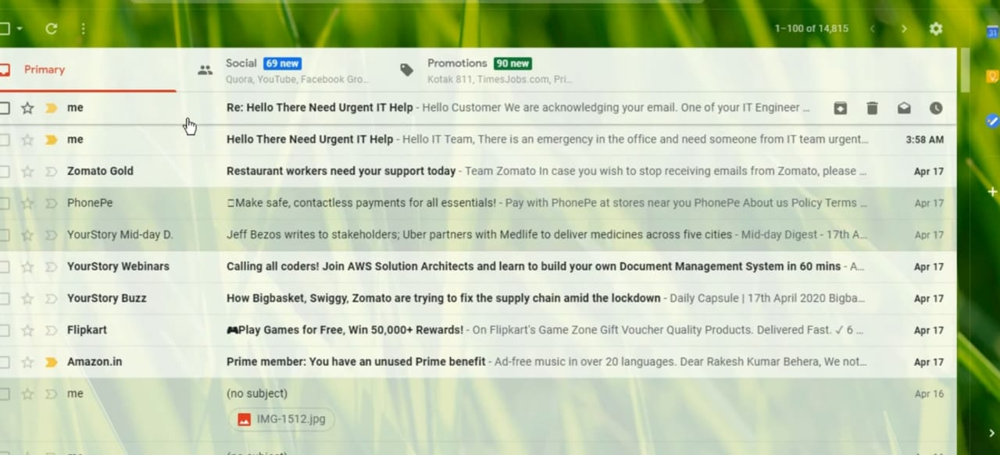 1–100 of 14,815
31
Primary
Social 69 new
Quora, YouTube, Facebook Gro...
Promotions 90 new
Kotak 811, TimesJobs.com, Pri...
me Re: Hello There Need Urgent IT Help - Hello Customer We are acknowledging your email. One of your IT Engineer ...
me Hello There Need Urgent IT Help - Hello IT Team, There is an emergency in the office and need someone from IT team urgent... 3:58 AM
Zomato Gold Restaurant workers need your support today - Team Zomato In case you wish to stop receiving emails from Zomato, please ... Apr 17
PhonePe Make safe, contactless payments for all essentials! - Pay with PhonePe at stores near you PhonePe About us Policy Terms ... Apr 17
YourStory Mid-day D. Jeff Bezos writes to stakeholders; Uber partners with Medlife to deliver medicines across five cities - Mid-day Digest - 17th A... Apr 17
YourStory Webinars Calling all coders! Join AWS Solution Architects and learn to build your own Document Management System in 60 mins - A... Apr 17
YourStory Buzz How Bigbasket, Swiggy, Zomato are trying to fix the supply chain amid the lockdown - Daily Capsule | 17th April 2020 Bigba... Apr 17
Flipkart 🎮Play Games for Free, Win 50,000+ Rewards! - On Flipkart's Game Zone Gift Voucher Quality Products. Delivered Fast. ✓ 6 ... Apr 17
Amazon.in Prime member: You have an unused Prime benefit - Ad-free music in over 20 languages. Dear Rakesh Kumar Behera, We not... Apr 17
me (no subject) Apr 16
IMG-1512.jpg